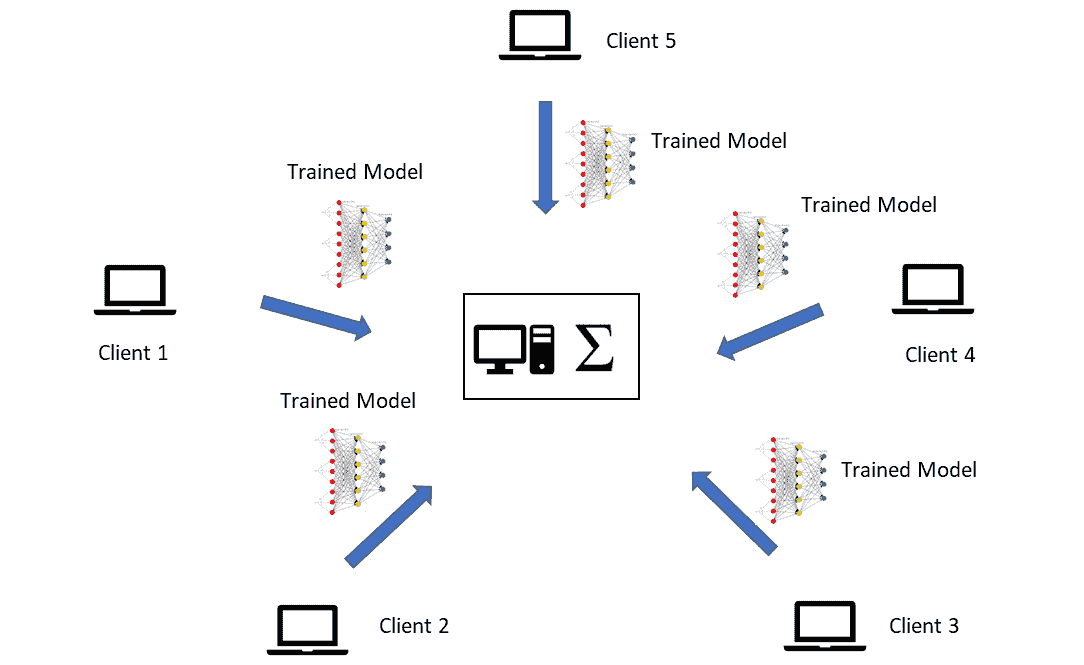 Client 5
Trained Model
Trained Model
Trained Model
Client 1
Client 4
Trained Model
Σ
Trained Model
Client 2
Client 3